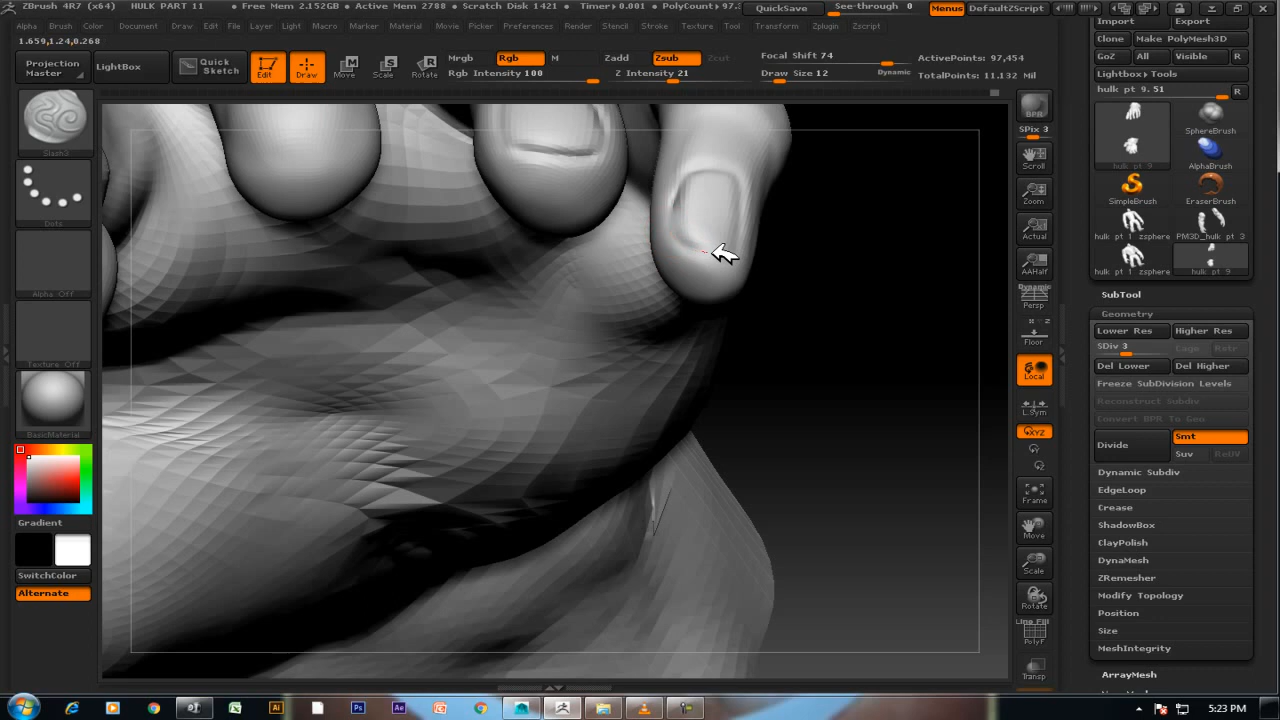 ZBrush 4R7 (x64) HULK PART 11 • Free Mem 2.152GB • Active Mem 2788 • Scratch Disk 1421 • Timer▸0.001 • PolyCount▸97. QuickSave See-through 0 Menus DefaultZScript
Alpha Brush Color Document Draw Edit File Layer Light Macro Marker Material Movie Picker Preferences Render Stencil Stroke Texture Tool Transform Zplugin Zscript
1.659,1.24,0.268
Projection Master
LightBox
Quick Sketch
Edit
Draw
Move
Scale
Rotate
Mrgb Rgb M
Rgb Intensity 100
Zadd Zsub Zcut
Z Intensity 21
Focal Shift 74
Draw Size 12 Dynamic
ActivePoints: 97,454
TotalPoints: 11.132 Mil
Slash3
Dots
Alpha Off
Texture Off
BasicMaterial
Gradient
SwitchColor
Alternate
BPR
SPix 3
Scroll
Zoom
Actual
AAHalf
Dynamic
Persp
Floor
Local
L.Sym
XYZ
Frame
Move
Scale
Rotate
Line Fill
PolyF
Transp
Import Export
Clone Make PolyMesh3D
GoZ All Visible R
Lightbox▸Tools
hulk pt 9. 51 R
hulk pt 9
SphereBrush
AlphaBrush
SimpleBrush EraserBrush
hulk pt 1 zsphere PM3D_hulk pt 3
hulk pt 1 zsphere hulk pt 9
SubTool
Geometry
Lower Res Higher Res
SDiv 3 Cage Rstr
Del Lower Del Higher
Freeze SubDivision Levels
Reconstruct Subdiv
Convert BPR To Geo
Divide Smt
Suv ReUV
Dynamic Subdiv
EdgeLoop
Crease
ShadowBox
ClayPolish
DynaMesh
ZRemesher
Modify Topology
Position
Size
MeshIntegrity
ArrayMesh
5:23 PM